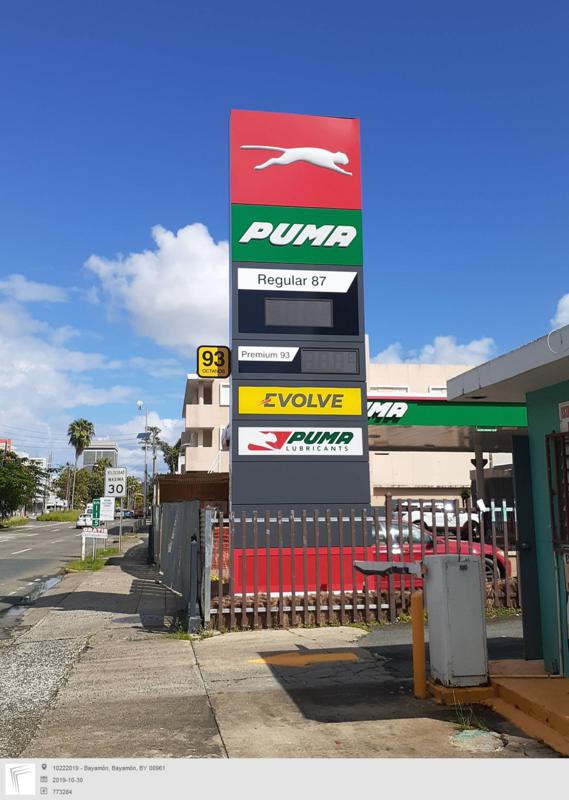 PUMA
Regular 87
93
OCTANOS
Premium 93
EVOLVE
PUMA
LUBRICANTS
MA
VELOCIDAD
MAXIMA
30
GRATIS
10222019 - Bayamón, Bayamón, BY 00961
2019-10-30
773284